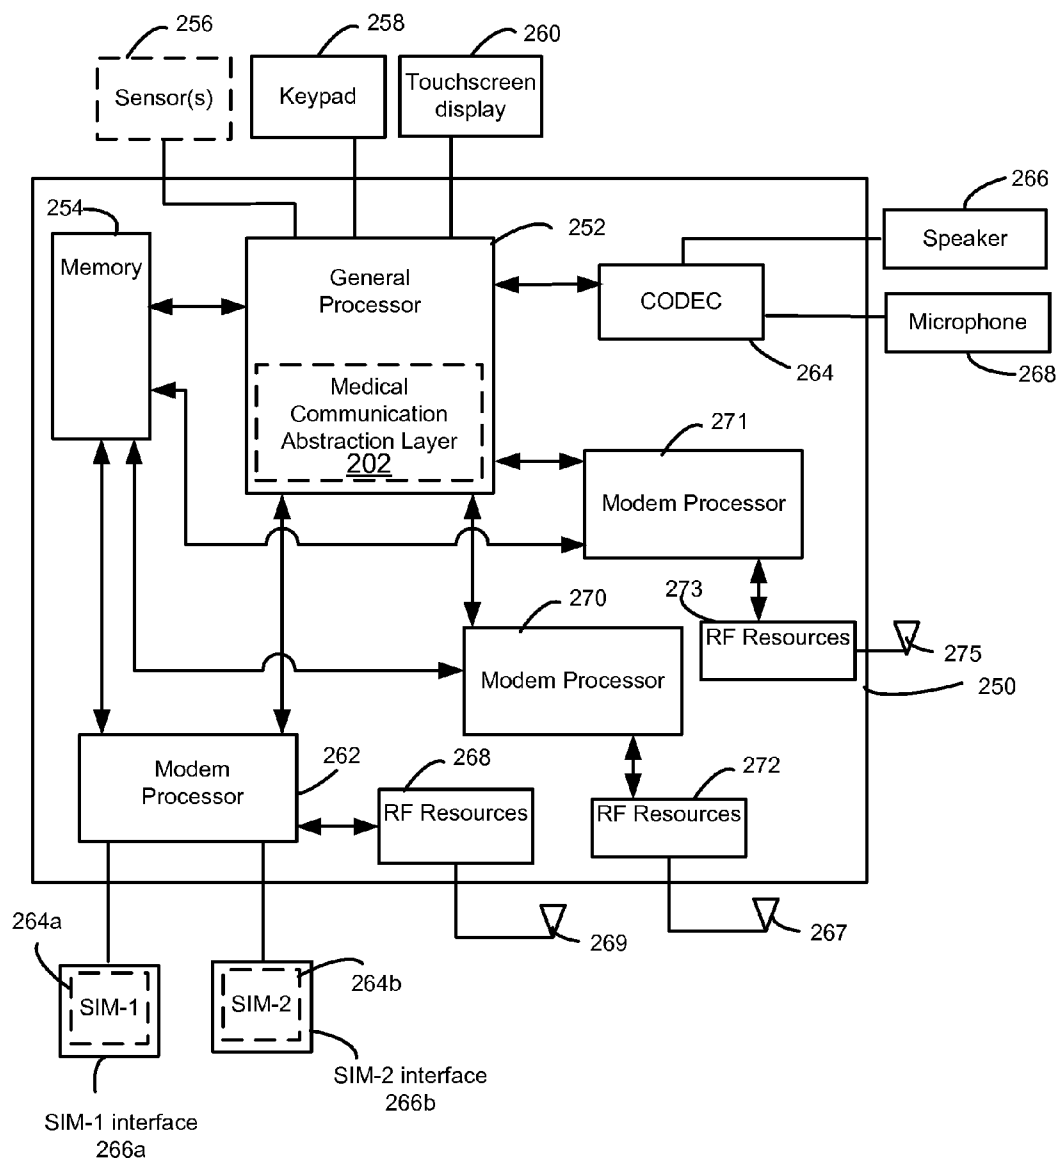 256
258
260
Sensor(s)
Keypad
Touchscreen
display
254
252
266
Memory
General
Processor
CODEC
Speaker
Microphone
264
268
Medical
Communication
Abstraction Layer
202
271
Modem Processor
270
273
RF Resources
275
250
Modem Processor
Modem
Processor
262
268
RF Resources
272
RF Resources
264a
SIM-1
SIM-2
264b
269
267
SIM-2 interface
266b
SIM-1 interface
266a